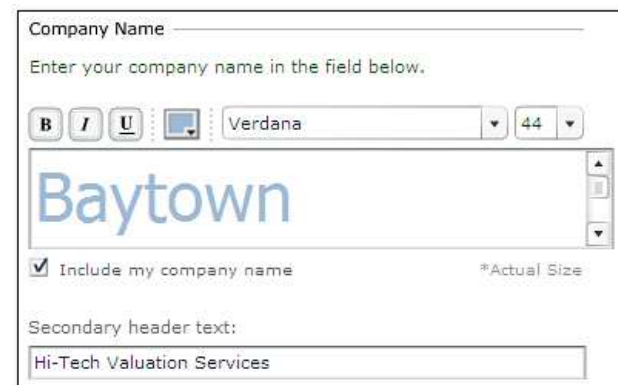 Company Name
Enter your company name in the field below.
B I U Verdana 44
Baytown
Include my company name *Actual Size
Secondary header text:
Hi-Tech Valuation Services